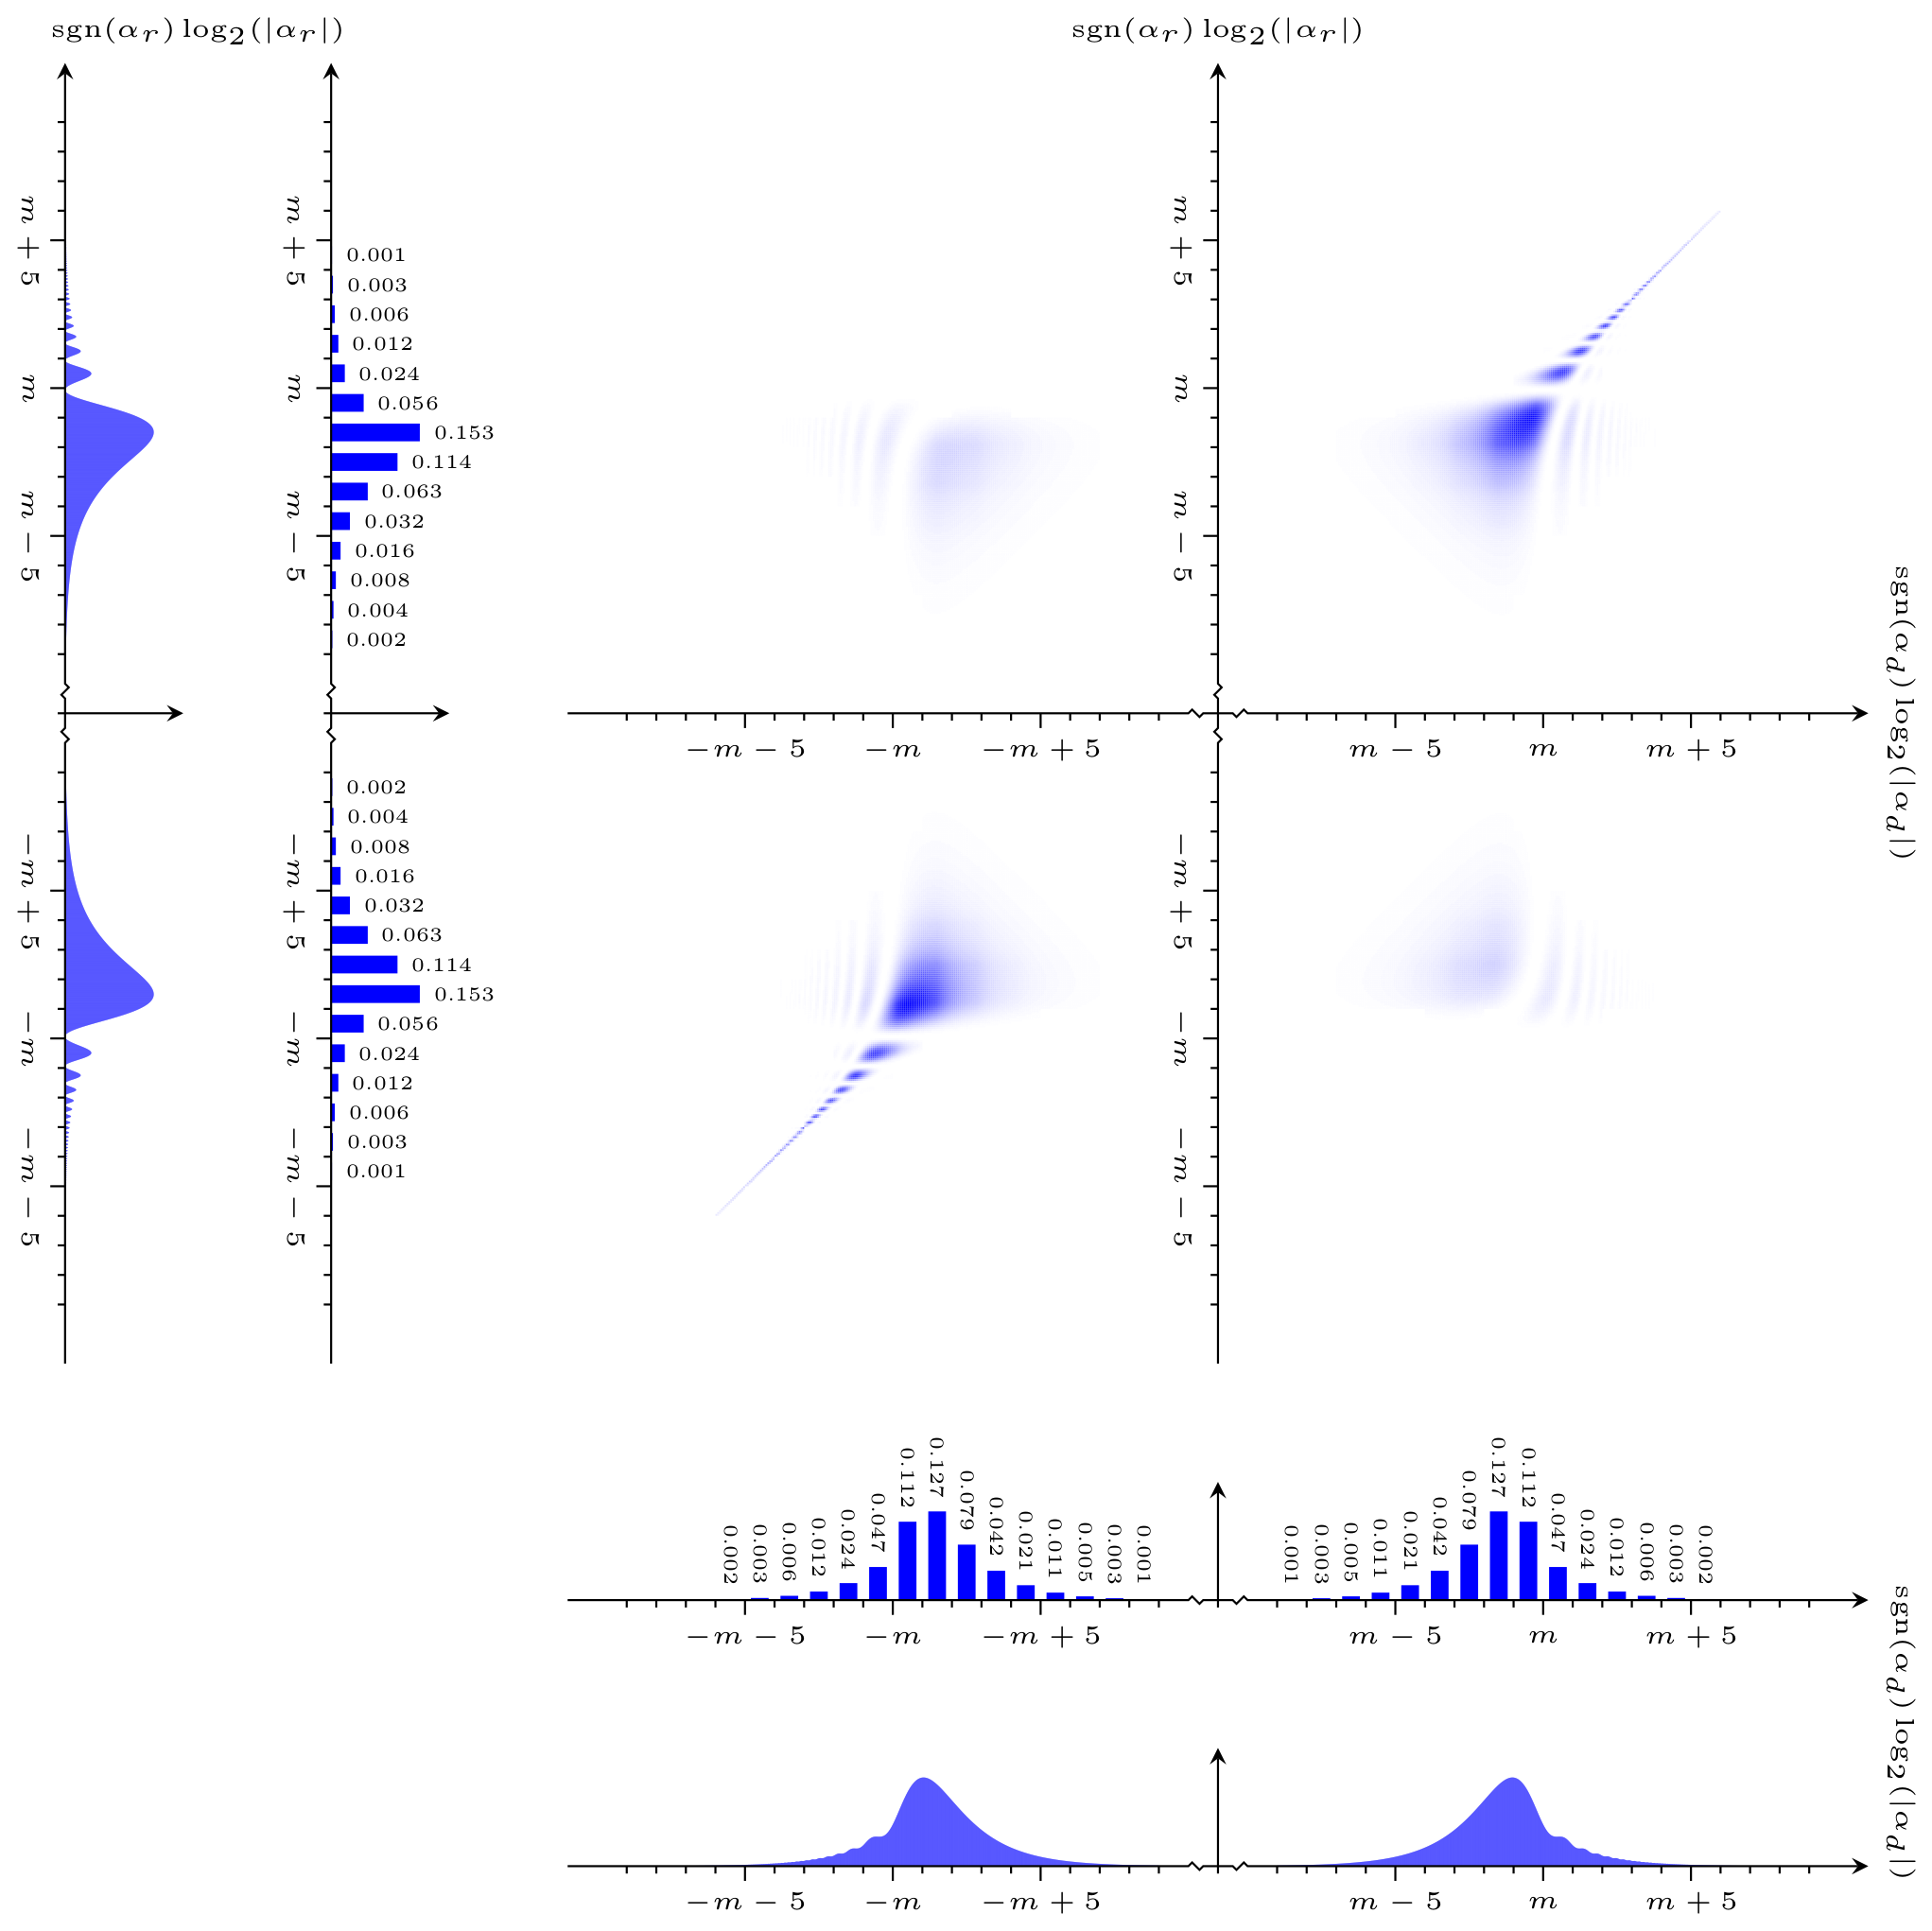 sgn(αr) log2(|αr|)
sgn(αr) log2(|αr|)
m + 5
m
m − 5
−m + 5
−m
−m − 5
m + 5
m
m − 5
−m + 5
−m
−m − 5
0.001
0.003
0.006
0.012
0.024
0.056
0.153
0.114
0.063
0.032
0.016
0.008
0.004
0.002
0.002
0.004
0.008
0.016
0.032
0.063
0.114
0.153
0.056
0.024
0.012
0.006
0.003
0.001
m + 5
m
m − 5
−m + 5
−m
−m − 5
−m − 5 −m −m + 5 m − 5 m m + 5
sgn(αd) log2(|αd|)
0.002 0.003 0.006 0.012 0.024 0.047 0.112 0.127 0.079 0.042 0.021 0.011 0.005 0.003 0.001
0.001 0.003 0.005 0.011 0.021 0.042 0.079 0.127 0.112 0.047 0.024 0.012 0.006 0.003 0.002
−m − 5 −m −m + 5 m − 5 m m + 5
sgn(αd) log2(|αd|)
−m − 5 −m −m + 5 m − 5 m m + 5